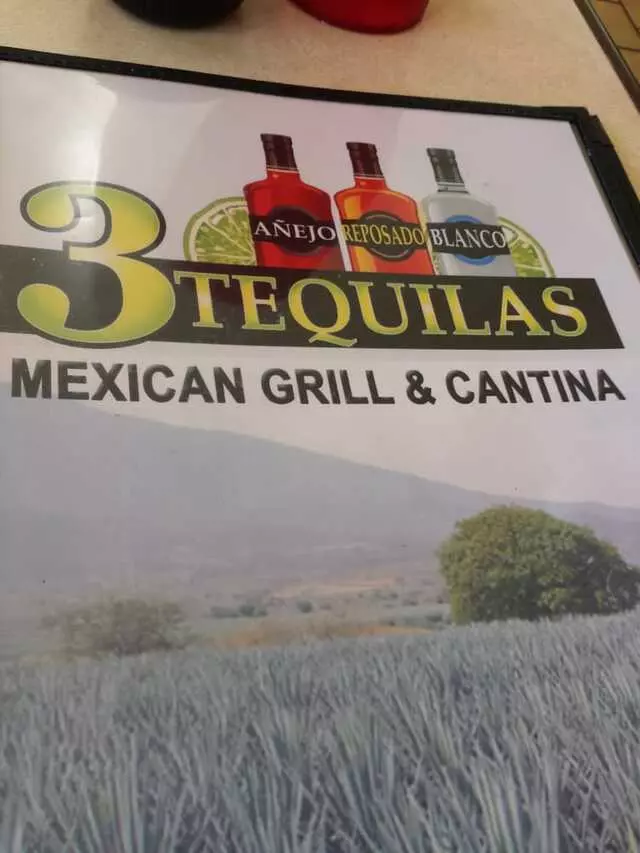 AÑEJO REPOSADO BLANCO
3 TEQUILAS
MEXICAN GRILL & CANTINA